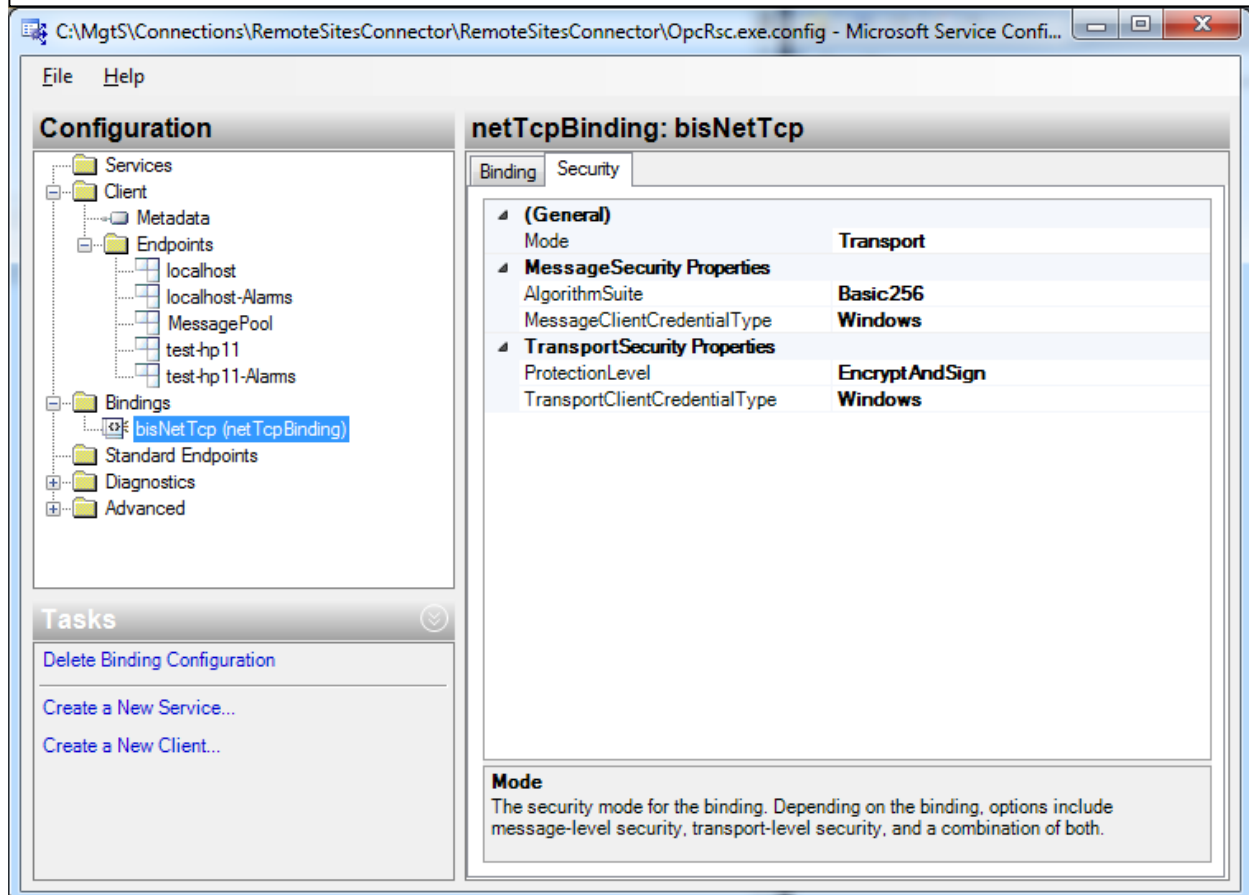 C:\MgtS\Connections\RemoteSitesConnector\RemoteSitesConnector\OpcRsc.exe.config - Microsoft Service Confi...
File Help
Configuration
Services
Client
Metadata
Endpoints
localhost
localhost-Alarms
MessagePool
test-hp11
test-hp11-Alarms
Bindings
bisNetTcp (netTcpBinding)
Standard Endpoints
Diagnostics
Advanced
Tasks
Delete Binding Configuration
Create a New Service...
Create a New Client...
netTcpBinding: bisNetTcp
Binding Security
(General)
Mode Transport
MessageSecurity Properties
AlgorithmSuite Basic256
MessageClientCredentialType Windows
TransportSecurity Properties
ProtectionLevel EncryptAndSign
TransportClientCredentialType Windows
Mode
The security mode for the binding. Depending on the binding, options include
message-level security, transport-level security, and a combination of both.